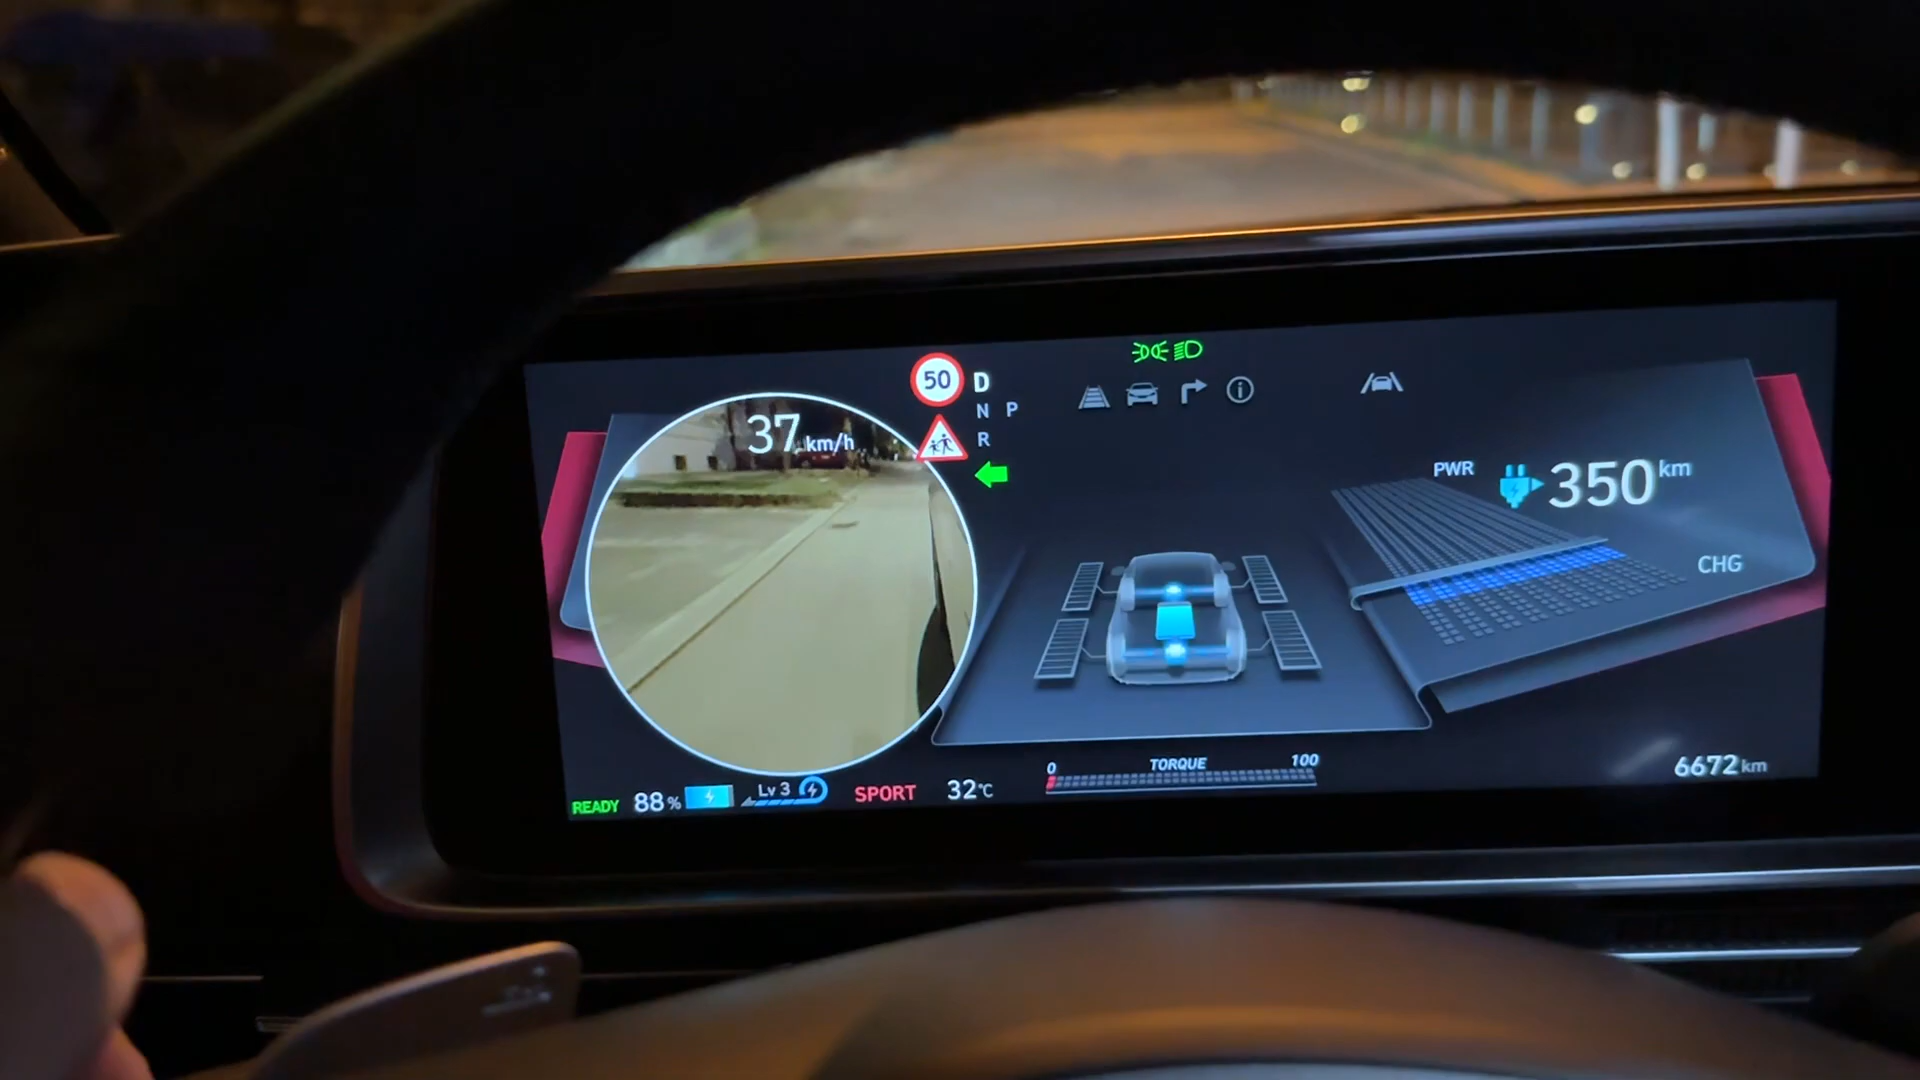 50
D
N P
R
37 km/h
PWR
350 km
CHG
0 TORQUE 100
READY 88% Lv 3 SPORT 32°C
6672 km